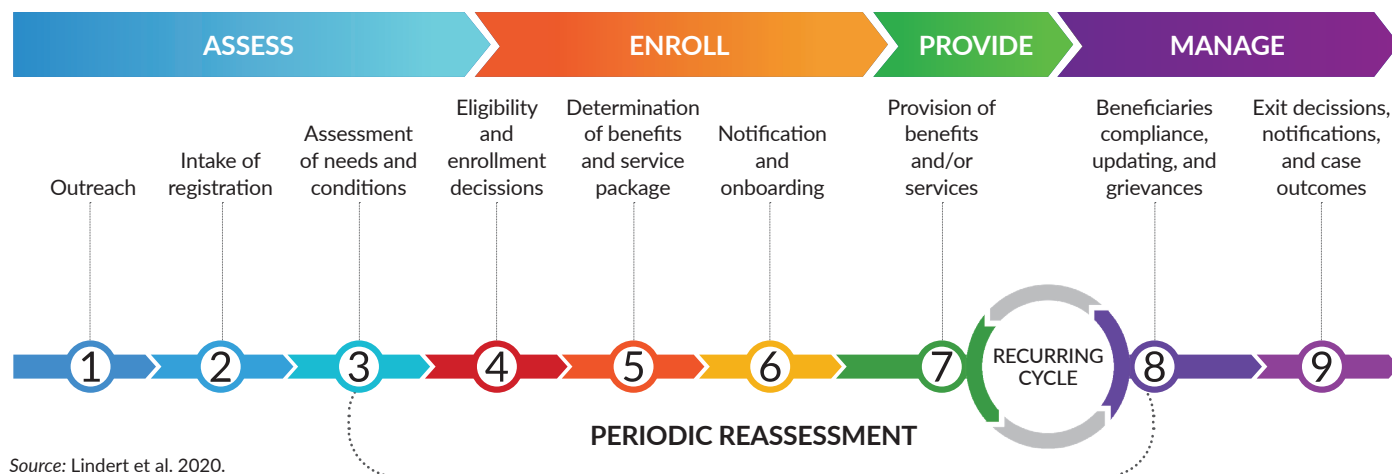 ASSESS
ENROLL
PROVIDE
MANAGE
Outreach
Intake of
registration
Assessment
of needs and
conditions
Eligibility
and
enrollment
decissions
Determination
of benefits
and service
package
Notification
and
onboarding
Provision of
benefits
and/or
services
Beneficiaries
compliance,
updating, and
grievances
Exit decissions,
notifications,
and case
outcomes
1
2
3
4
5
6
7
RECURRING
CYCLE
8
9
PERIODIC REASSESSMENT
Source: Lindert et al. 2020.